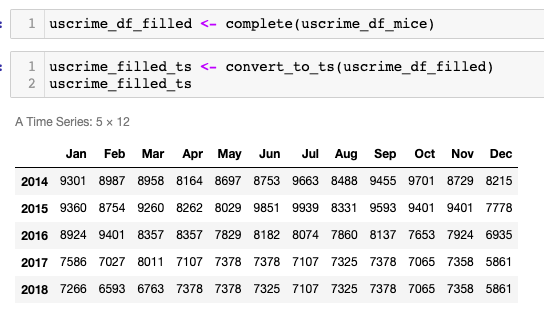 1 uscrime_df_filled <- complete(uscrime_df_mice)
1 uscrime_filled_ts <- convert_to_ts(uscrime_df_filled)
2 uscrime_filled_ts
A Time Series: 5 × 12
Jan Feb Mar Apr May Jun Jul Aug Sep Oct Nov Dec
2014 9301 8987 8958 8164 8697 8753 9663 8488 9455 9701 8729 8215
2015 9360 8754 9260 8262 8029 9851 9939 8331 9593 9401 9401 7778
2016 8924 9401 8357 8357 7829 8182 8074 7860 8137 7653 7924 6935
2017 7586 7027 8011 7107 7378 7378 7107 7325 7378 7065 7358 5861
2018 7266 6593 6763 7378 7378 7325 7107 7325 7378 7065 7358 5861